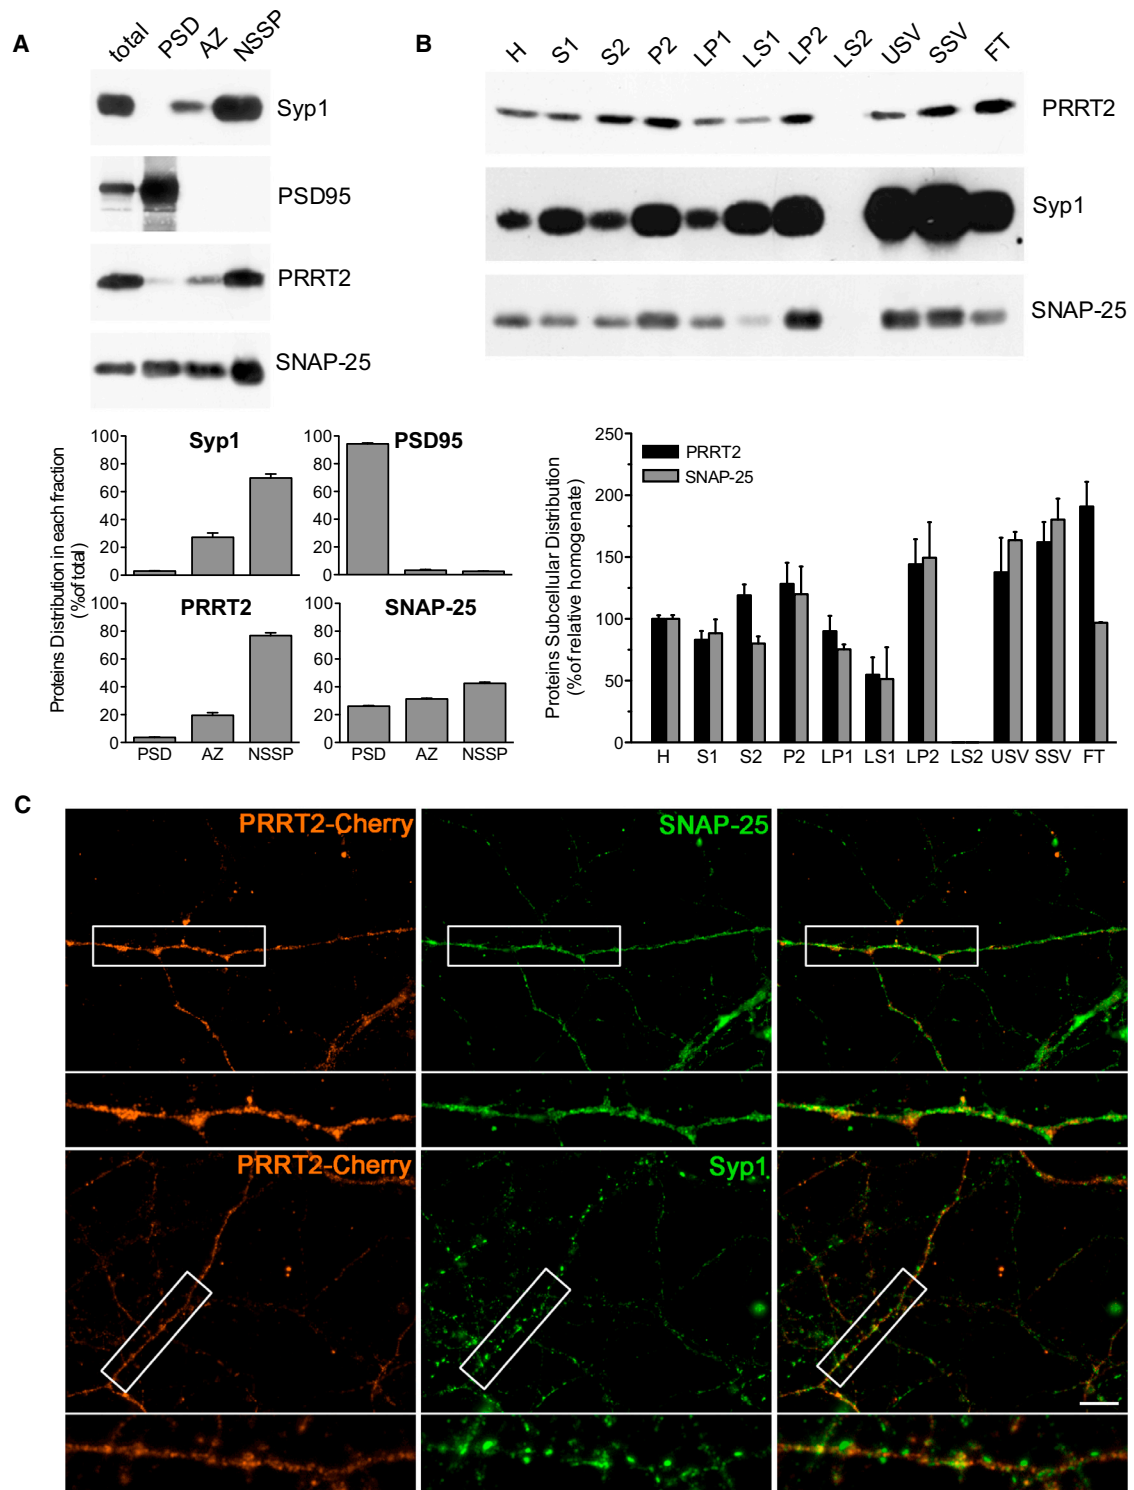 A
total PSD AZ NSSP
Syp1
PSD95
PRRT2
SNAP-25
B
H S1 S2 P2 LP1 LS1 LP2 LS2 USV SSV FT
PRRT2
Syp1
SNAP-25
Proteins Distribution in each fraction
(%of total)
Syp1
100
80
60
40
20
0
PSD95
100
80
60
40
20
0
PRRT2
100
80
60
40
20
0
PSD AZ NSSP
SNAP-25
100
80
60
40
20
0
PSD AZ NSSP
Proteins Subcellular Distribution
(%of relative homogenate)
250
200
150
100
50
0
PRRT2
SNAP-25
H S1 S2 P2 LP1 LS1 LP2 LS2 USV SSV FT
C
PRRT2-Cherry
SNAP-25
PRRT2-Cherry
Syp1